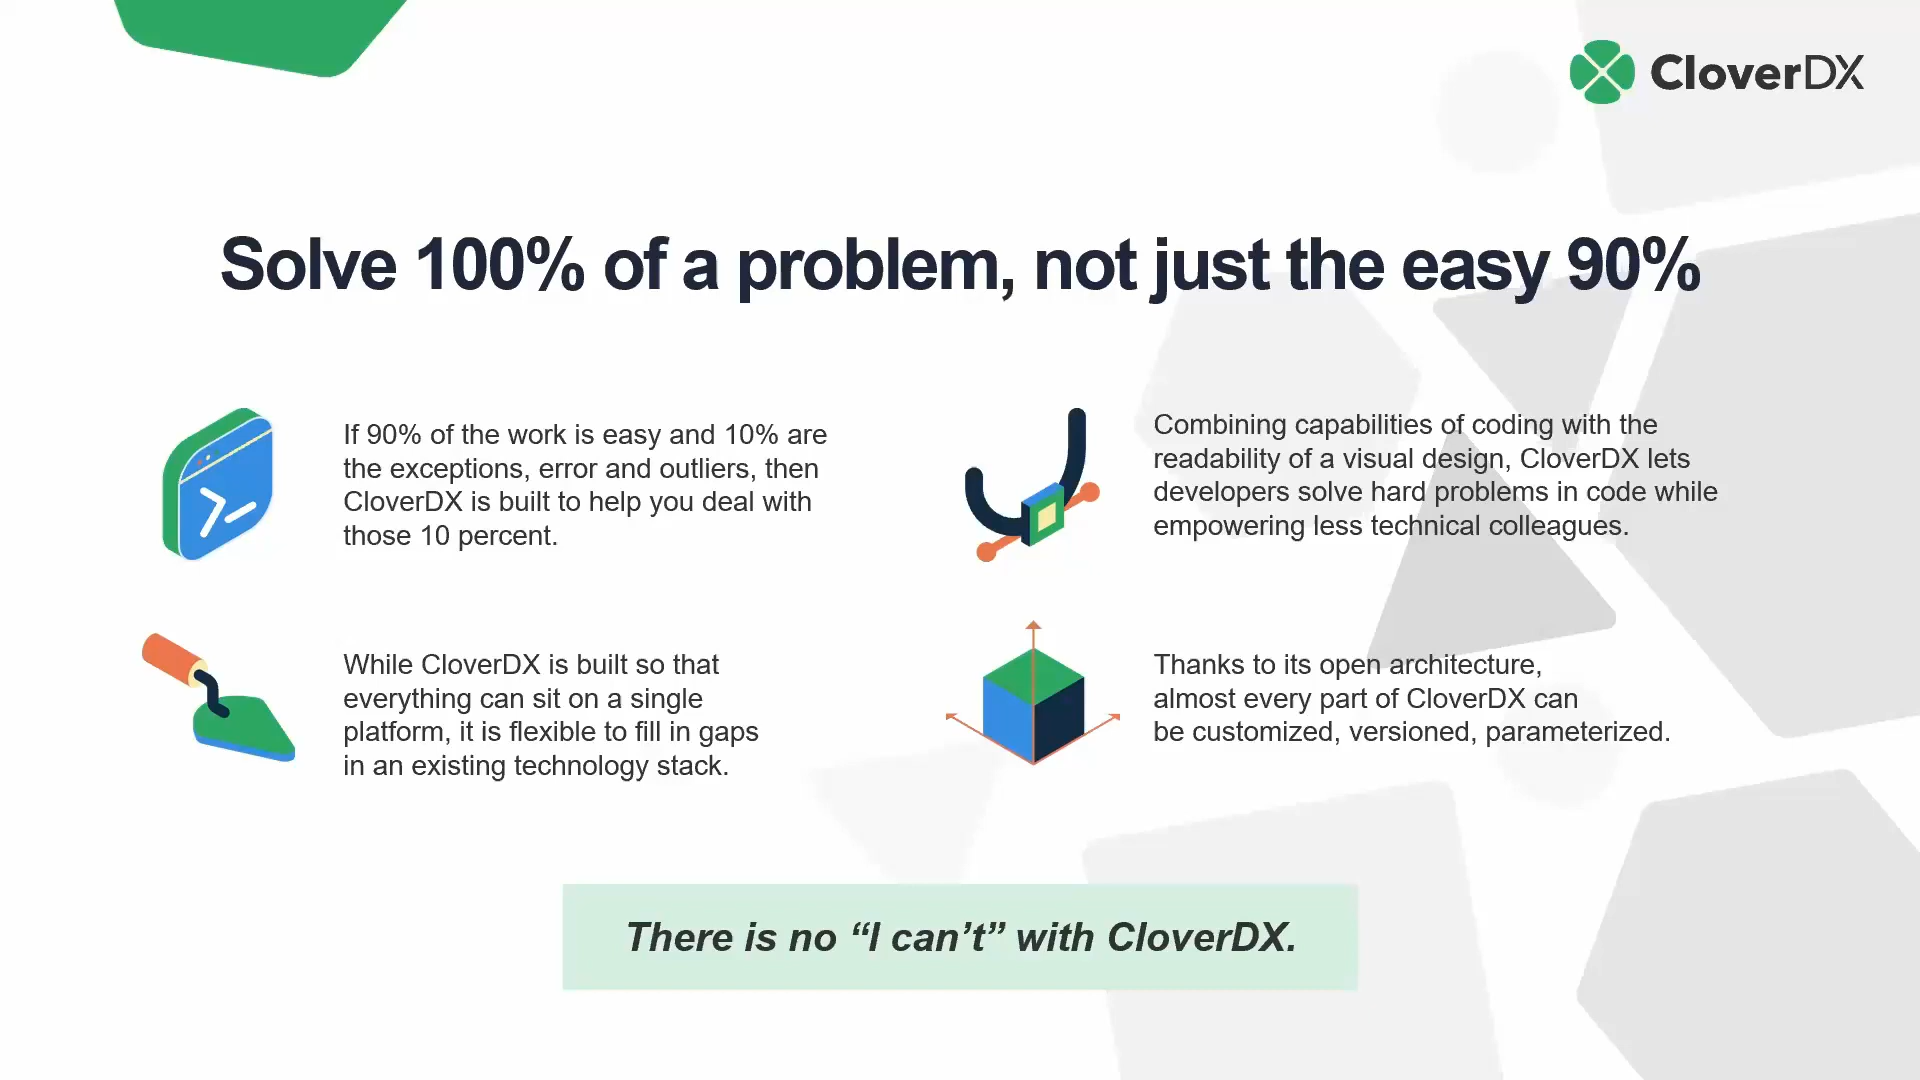 CloverDX
Solve 100% of a problem, not just the easy 90%
If 90% of the work is easy and 10% are
the exceptions, error and outliers, then
CloverDX is built to help you deal with
those 10 percent.
Combining capabilities of coding with the
readability of a visual design, CloverDX lets
developers solve hard problems in code while
empowering less technical colleagues.
While CloverDX is built so that
everything can sit on a single
platform, it is flexible to fill in gaps
in an existing technology stack.
Thanks to its open architecture,
almost every part of CloverDX can
be customized, versioned, parameterized.
There is no “I can’t” with CloverDX.